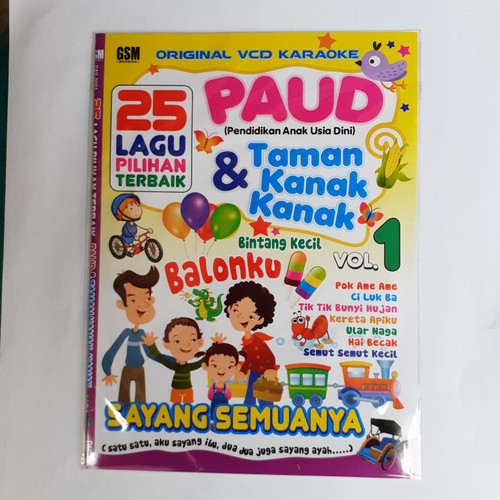 GSM
ORIGINAL VCD KARAOKE
25
LAGU
PILIHAN
TERBAIK
PAUD
(Pendidikan Anak Usia Dini)
& Taman
Kanak
Kanak
VOL. 1
Bintang Kecil
Balonku
Pok Ame Ame
Ci Luk Ba
Tik Tik Bunyi Hujan
Kereta Apiku
Ular Naga
Hai Becak
Semut Semut Kecil
SAYANG SEMUANYA
( satu satu, aku sayang ibu, dua dua juga sayang ayah.....)